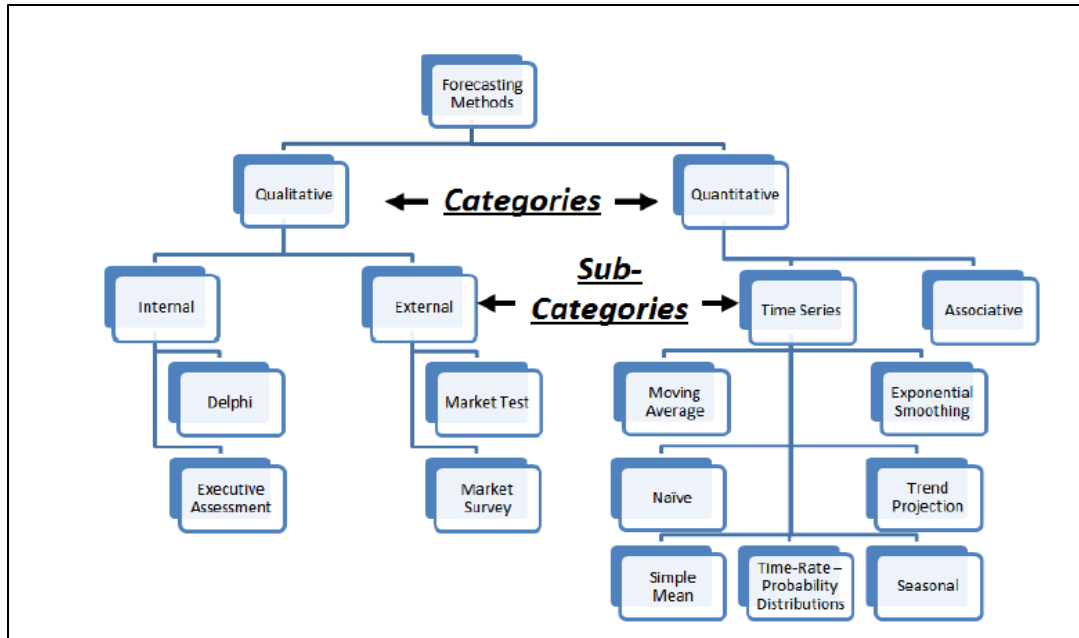 Forecasting
Methods
Qualitative
Categories
Quantitative
Internal
External
Sub-
Categories
Time Series
Associative
Delphi
Market Test
Moving
Average
Exponential
Smoothing
Executive
Assessment
Market
Survey
Naïve
Trend
Projection
Simple
Mean
Time-Rate –
Probability
Distributions
Seasonal